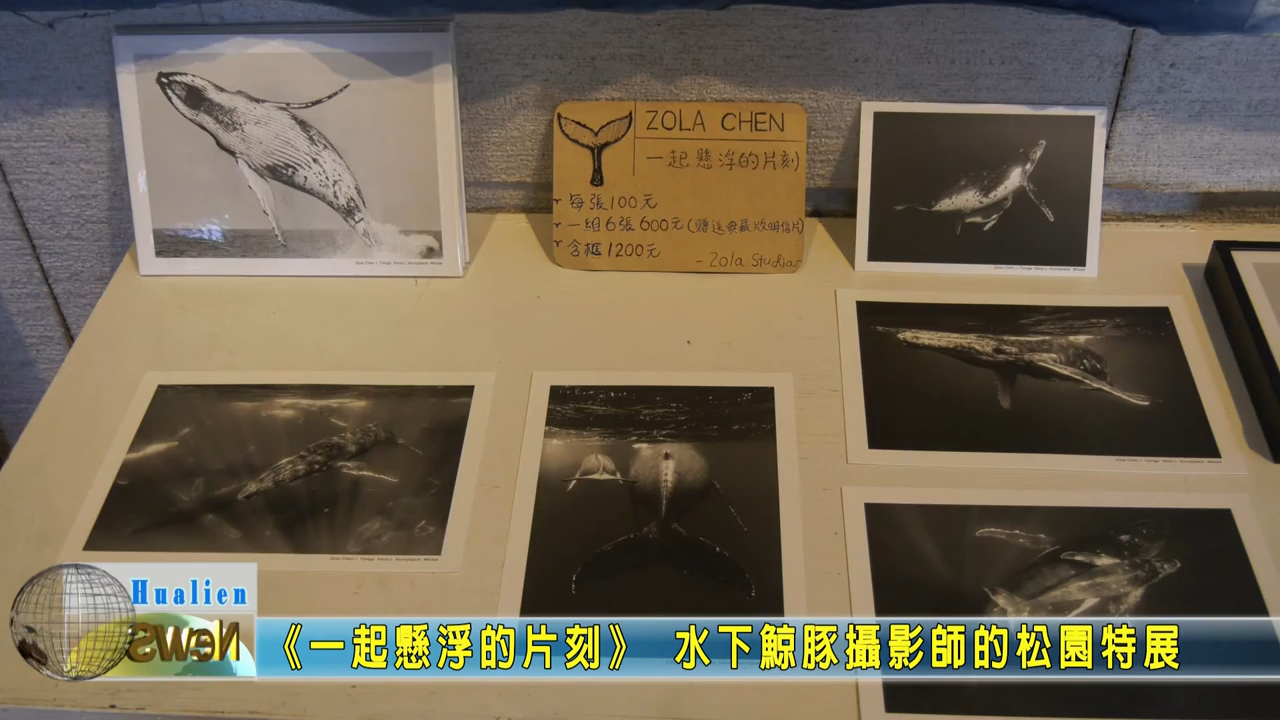 ZOLA CHEN
一起懸浮的片刻
每張100元
一組6張600元(贈送典藏版明信片)
含框1200元
- Zola Studio -
Hualien
News
《一起懸浮的片刻》 水下鯨豚攝影師的松園特展